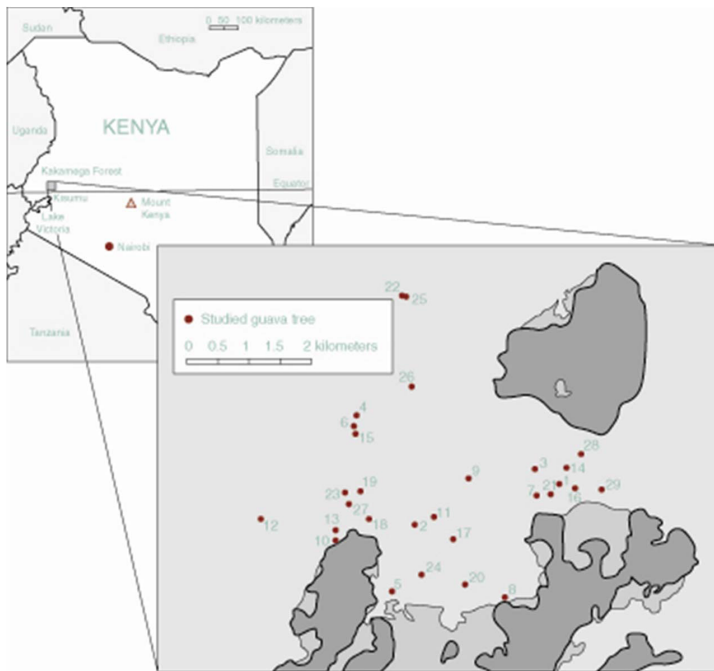 Sudan
Ethiopia
0 50 100 kilometers
KENYA
Uganda
Somalia
Kakamega Forest
Equator
Kisumu
Mount
Kenya
Lake
Victoria
Nairobi
Tanzania
Studied guava tree
0 0.5 1 1.5 2 kilometers
22
25
26
4
6
15
28
3
14
9
23
19
7
21
1
16
29
27
12
13
18
2
11
10
17
24
5
20
8